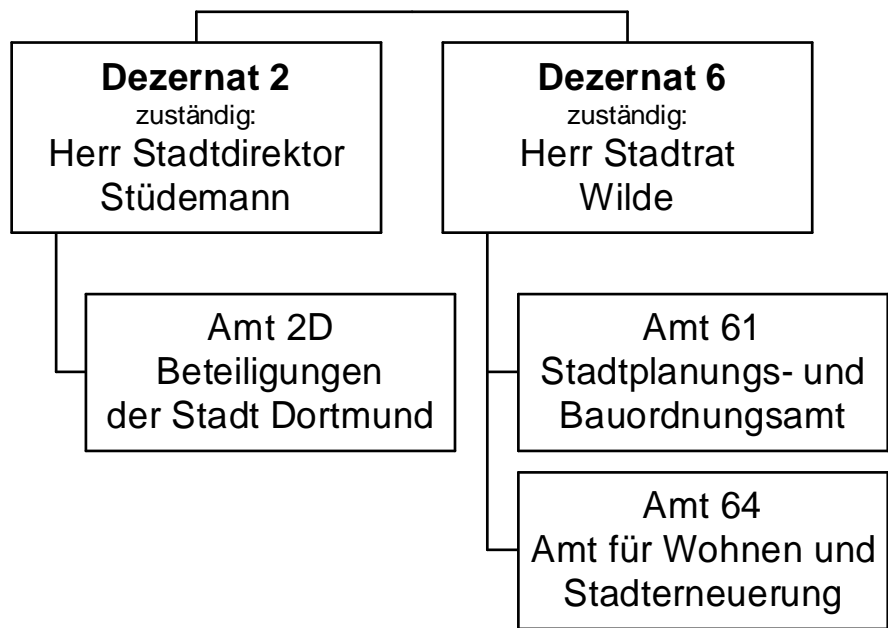 Dezernat 2
zuständig:
Herr Stadtdirektor
Stüdemann
Amt 2D
Beteiligungen
der Stadt Dortmund
Dezernat 6
zuständig:
Herr Stadtrat
Wilde
Amt 61
Stadtplanungs- und
Bauordnungsamt
Amt 64
Amt für Wohnen und
Stadterneuerung